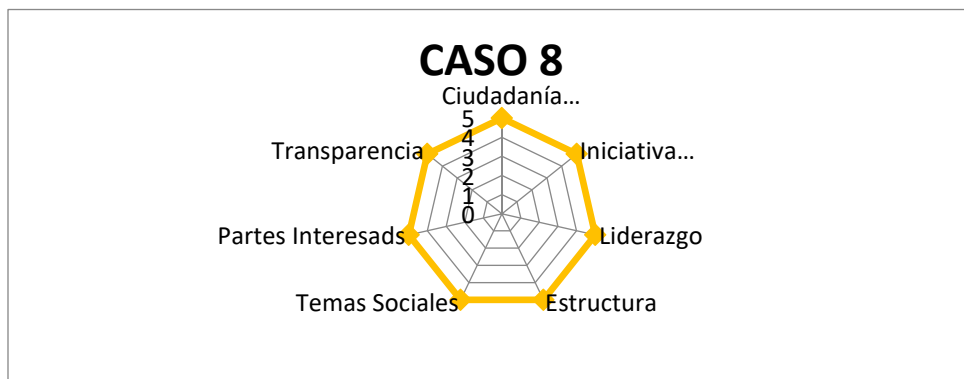 CASO 8
Ciudadanía...
Iniciativa...
Liderazgo
Estructura
Temas Sociales
Partes Interesads
Transparencia
5
4
3
2
1
0